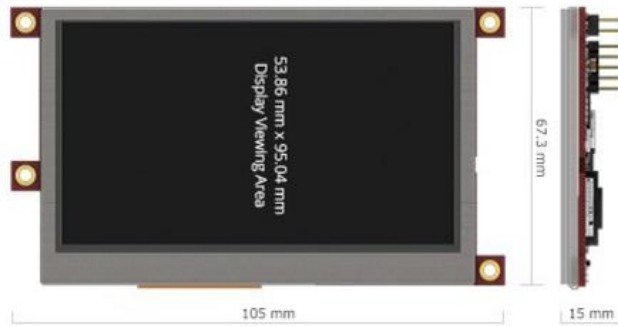 53.86 mm x 95.04 mm
Display Viewing Area
67.3 mm
105 mm
15 mm